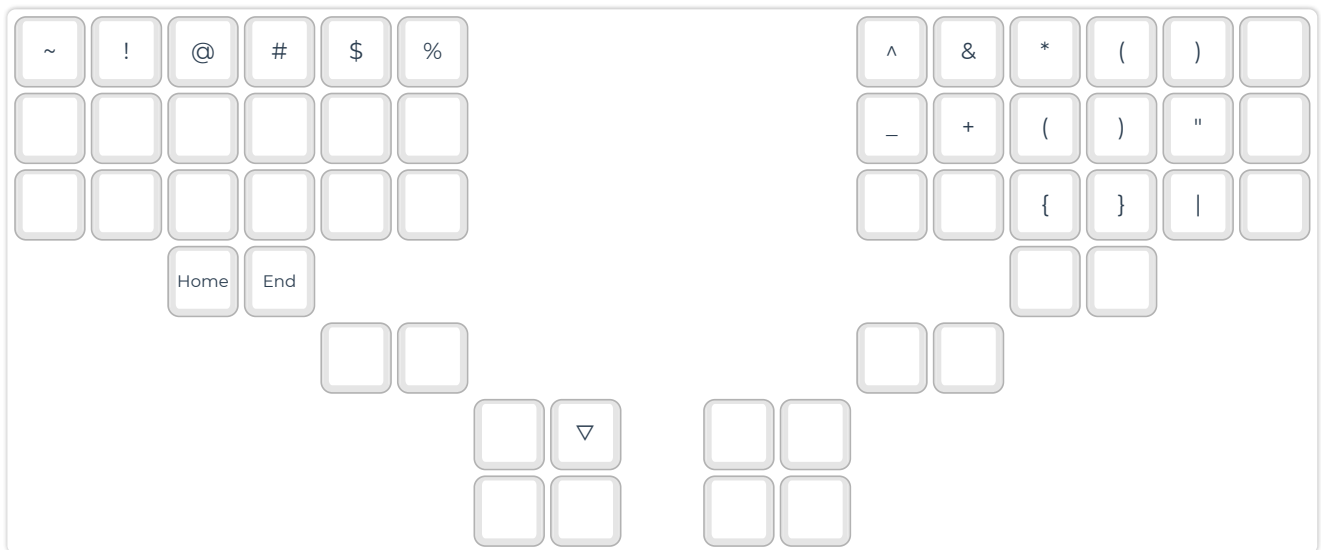 ~ ! @ # $ % ^ & * ( )
_ + ( ) "
{ } |
Home End
▽